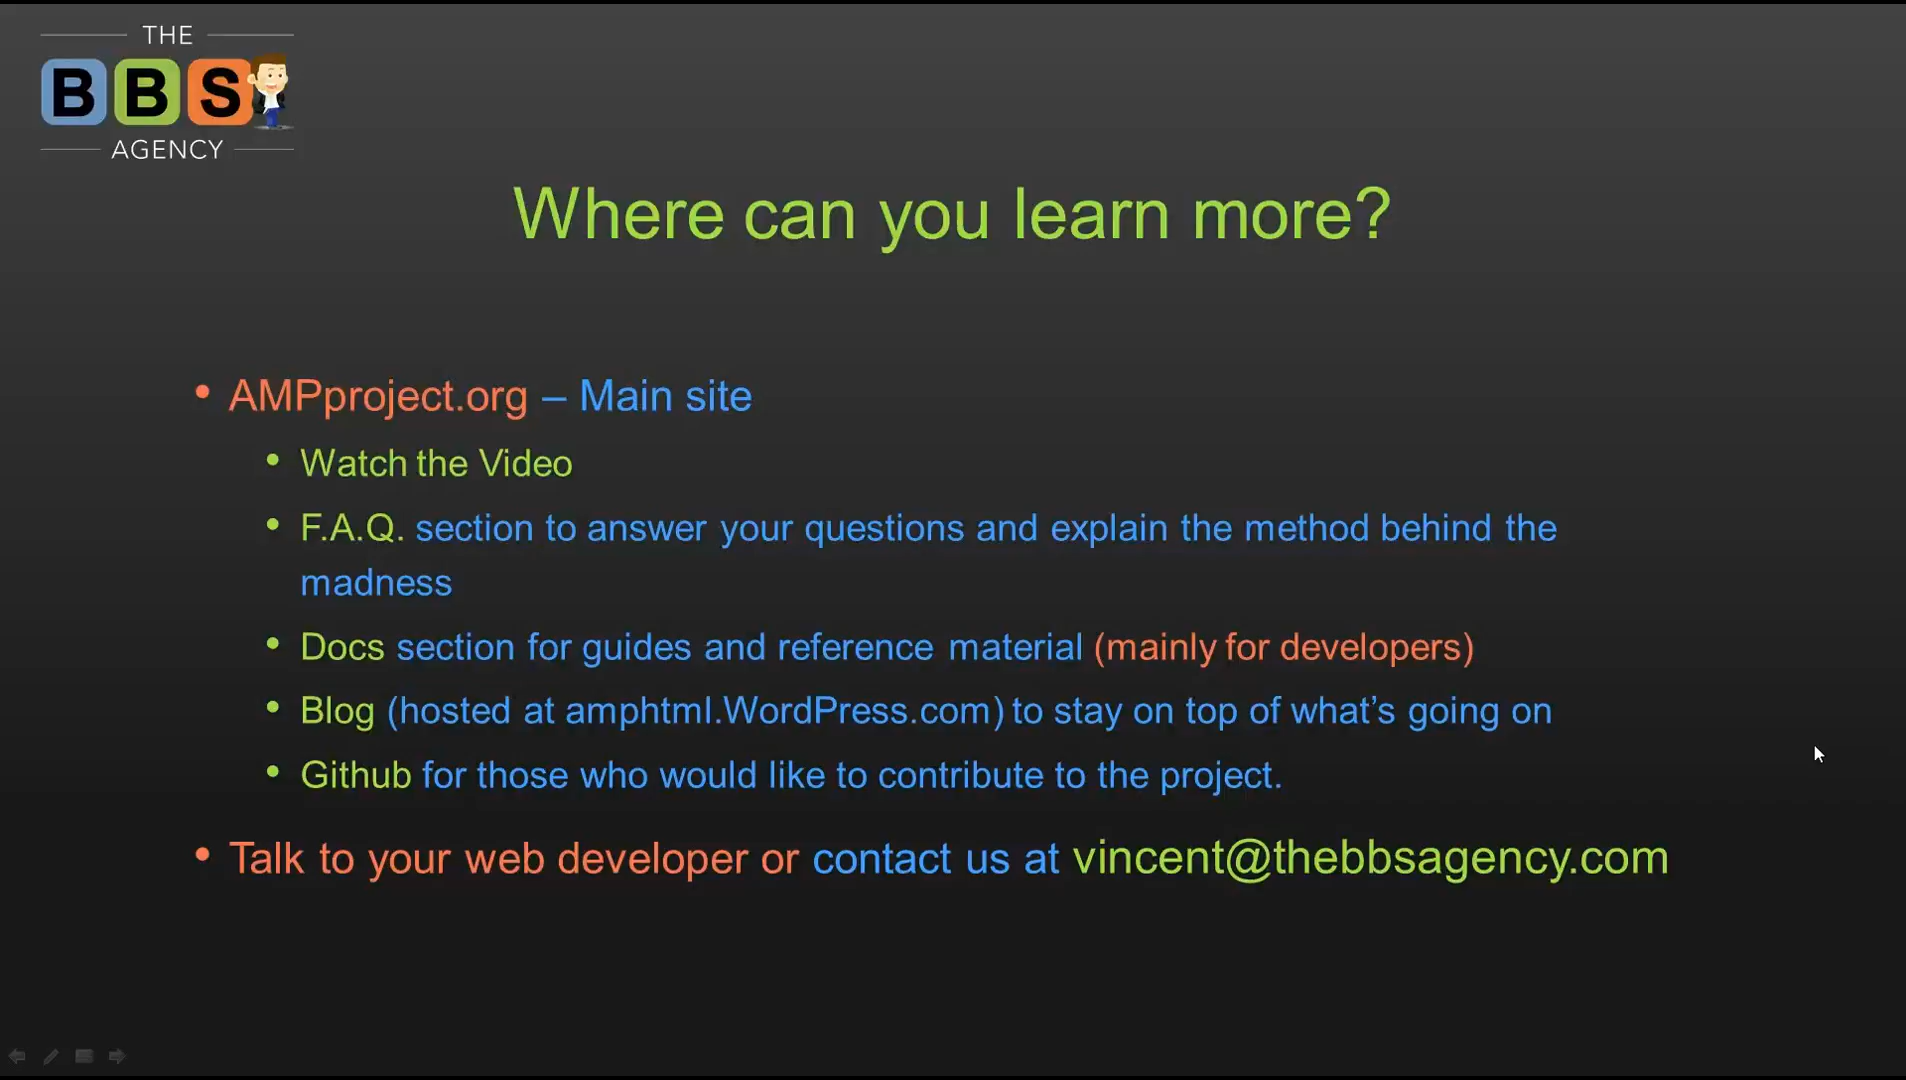 THE
BBS
AGENCY
Where can you learn more?
• AMPproject.org – Main site
• Watch the Video
• F.A.Q. section to answer your questions and explain the method behind the
madness
• Docs section for guides and reference material (mainly for developers)
• Blog (hosted at amphtml.WordPress.com) to stay on top of what’s going on
• Github for those who would like to contribute to the project.
• Talk to your web developer or contact us at vincent@thebbsagency.com